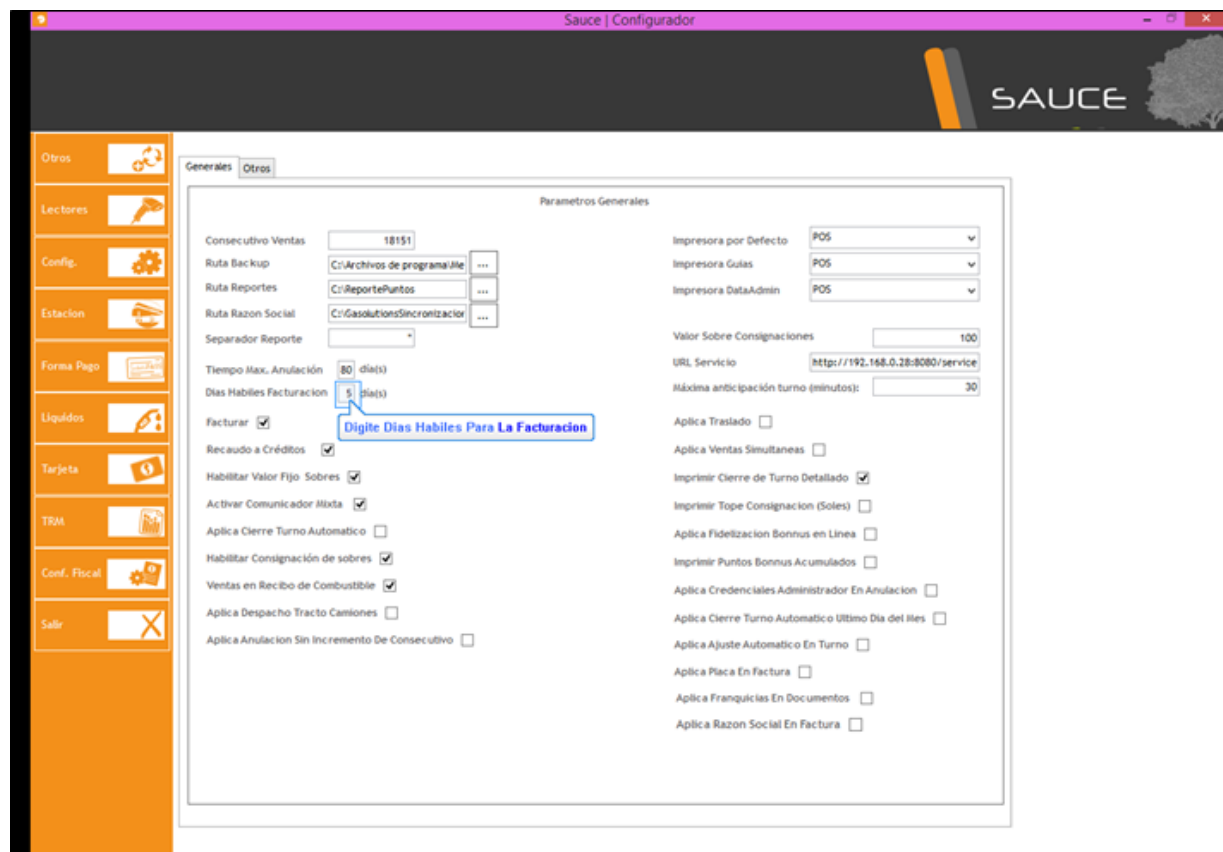 Sauce | Configurador
SAUCE
Otros
Lectores
Config.
Estacion
Forma Pago
Liquidos
Tarjeta
TRM
Conf. Fiscal
Salir
Generales Otros
Parametros Generales
Consecutivo Ventas 18151
Ruta Backup C:\Archivos de programa\Me ...
Ruta Reportes C:\ReportePuntos ...
Ruta Razon Social C:\GasolutionsSincronizacior ...
Separador Reporte *
Tiempo Max. Anulación 80 día(s)
Dias Habiles Facturacion 5 día(s)
Digite Dias Habiles Para La Facturacion
Facturar
Recaudo a Créditos
Habilitar Valor Fijo Sobres
Activar Comunicador Mixta
Aplica Cierre Turno Automatico
Habilitar Consignación de sobres
Ventas en Recibo de Combustible
Aplica Despacho Tracto Camiones
Aplica Anulacion Sin Incremento De Consecutivo
Impresora por Defecto POS
Impresora Guias POS
Impresora DataAdmin POS
Valor Sobre Consignaciones 100
URL Servicio http://192.168.0.28:8080/service
Máxima anticipación turno (minutos): 30
Aplica Traslado
Aplica Ventas Simultaneas
Imprimir Cierre de Turno Detallado
Imprimir Tope Consignacion (Soles)
Aplica Fidelizacion Bonnus en Linea
Imprimir Puntos Bonnus Acumulados
Aplica Credenciales Administrador En Anulacion
Aplica Cierre Turno Automatico Ultimo Dia del Mes
Aplica Ajuste Automatico En Turno
Aplica Placa En Factura
Aplica Franquicias En Documentos
Aplica Razon Social En Factura